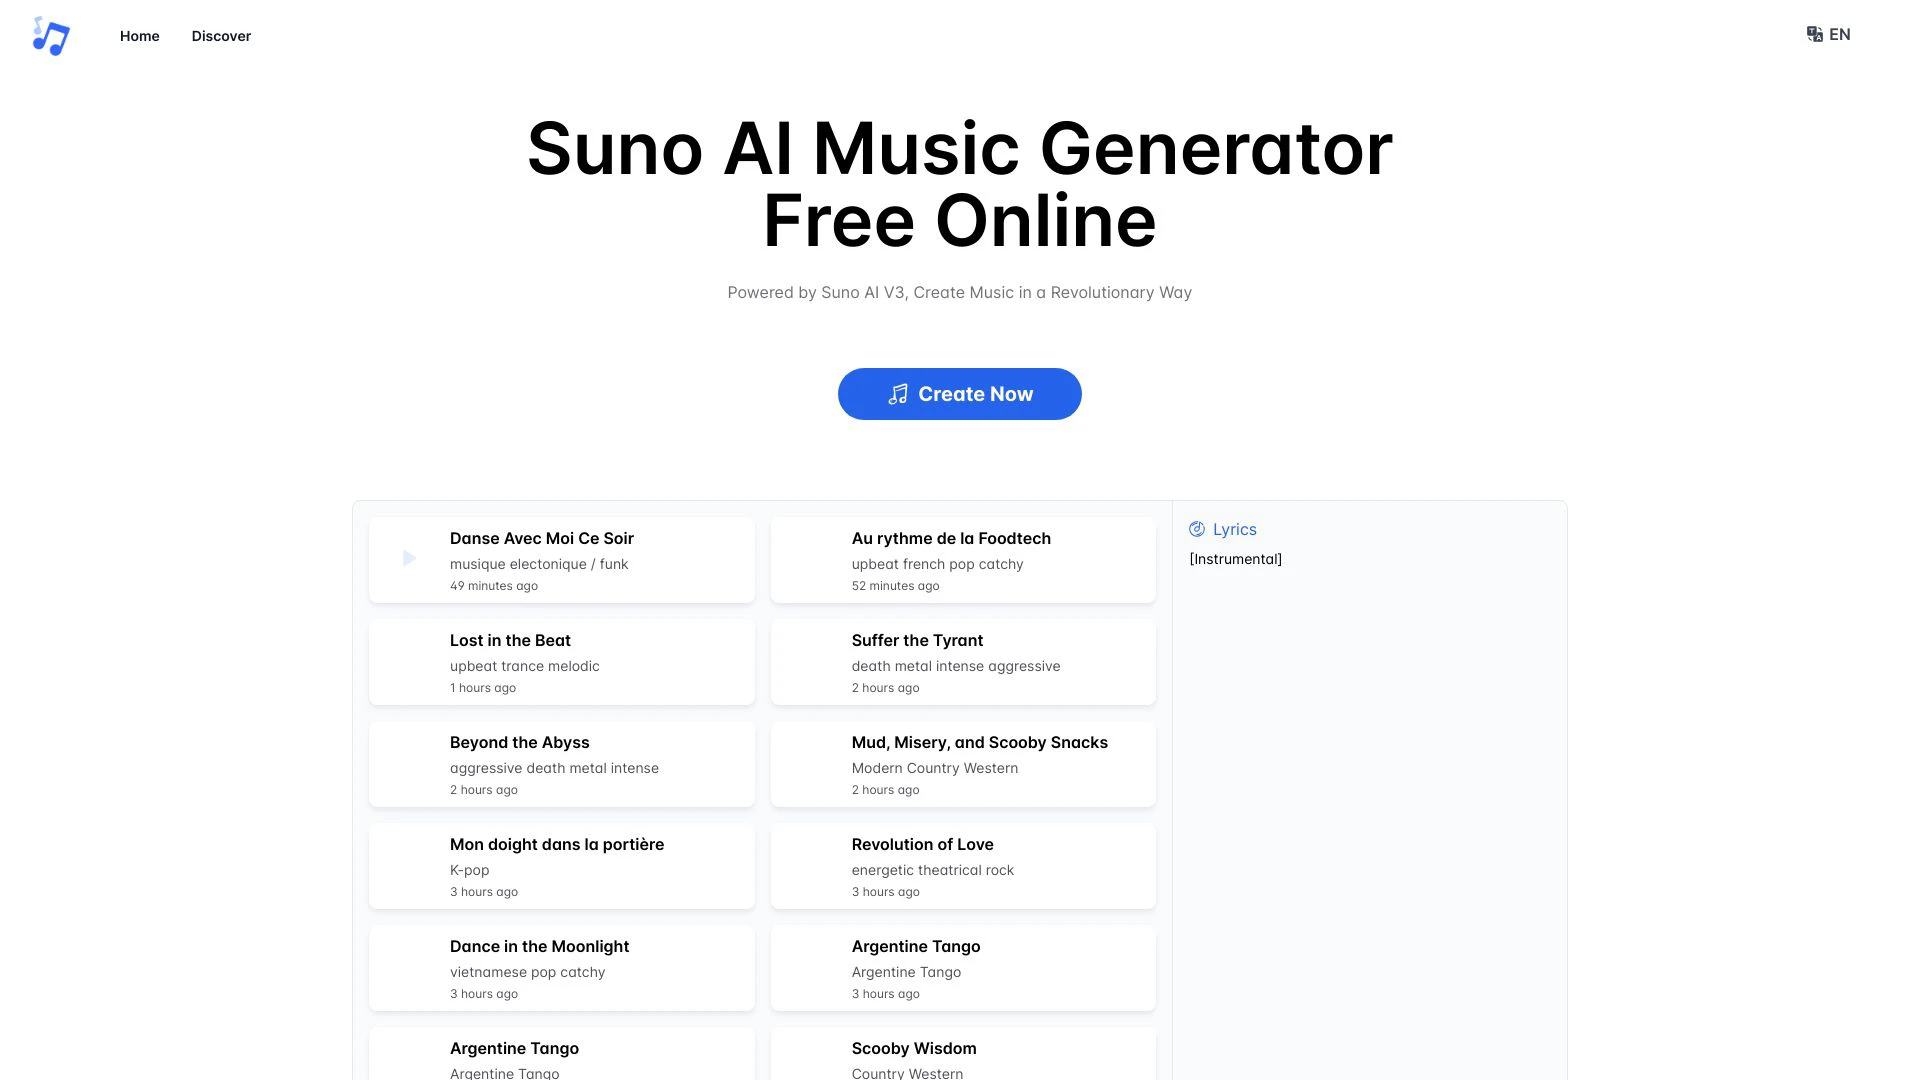 Home
Discover
EN
Suno AI Music Generator
Free Online
Powered by Suno AI V3, Create Music in a Revolutionary Way
Create Now
Danse Avec Moi Ce Soir
musique electonique / funk
49 minutes ago
Au rythme de la Foodtech
upbeat french pop catchy
52 minutes ago
Lost in the Beat
upbeat trance melodic
1 hours ago
Suffer the Tyrant
death metal intense aggressive
2 hours ago
Beyond the Abyss
aggressive death metal intense
2 hours ago
Mud, Misery, and Scooby Snacks
Modern Country Western
2 hours ago
Mon doight dans la portière
K-pop
3 hours ago
Revolution of Love
energetic theatrical rock
3 hours ago
Dance in the Moonlight
vietnamese pop catchy
3 hours ago
Argentine Tango
Argentine Tango
3 hours ago
Argentine Tango
Argentine Tango
Scooby Wisdom
Country Western
Lyrics
[Instrumental]